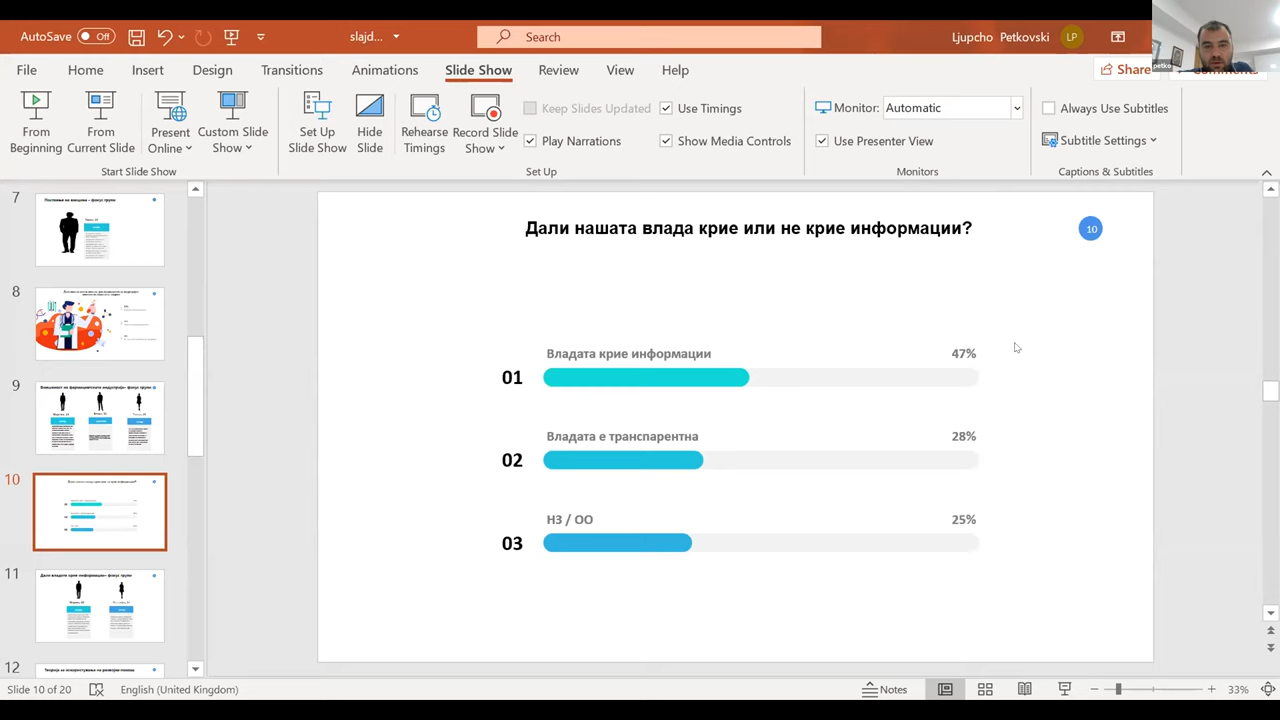 AutoSave Off
slajd...
Search
Ljupcho Petkovski LP
petko
File Home Insert Design Transitions Animations Slide Show Review View Help
Share
Comments
From Beginning
From Current Slide
Present Online
Custom Slide Show
Start Slide Show
Set Up Slide Show
Hide Slide
Rehearse Timings
Record Slide Show
Keep Slides Updated
Use Timings
Play Narrations
Show Media Controls
Set Up
Monitor: Automatic
Use Presenter View
Monitors
Always Use Subtitles
Subtitle Settings
Captions & Subtitles
7
8
9
10
11
12
Дали нашата влада крие или не крие информации?
10
Владата крие информации 47%
01
Владата е транспарентна 28%
02
НЗ / ОО 25%
03
Slide 10 of 20
English (United Kingdom)
Notes
33%